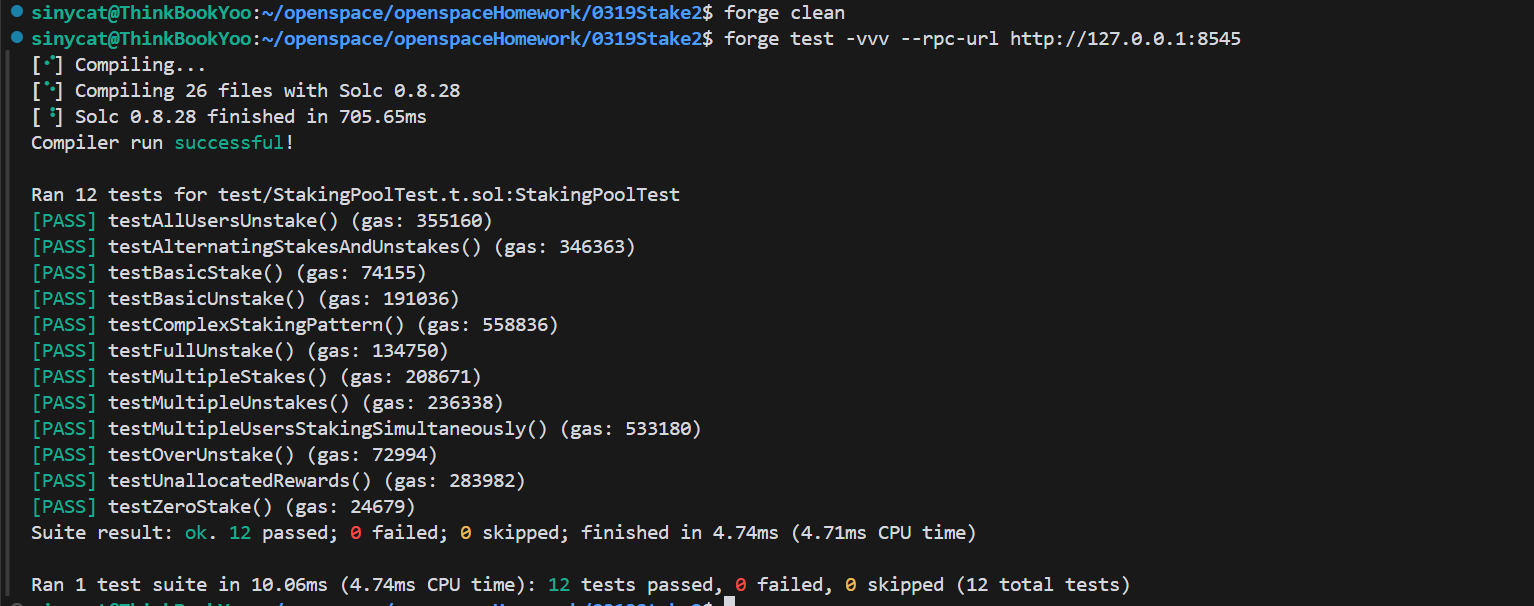 sinycat@ThinkBookYoo:~/openspace/openspaceHomework/0319Stake2$ forge clean
sinycat@ThinkBookYoo:~/openspace/openspaceHomework/0319Stake2$ forge test -vvv --rpc-url http://127.0.0.1:8545
[⠊] Compiling...
[⠑] Compiling 26 files with Solc 0.8.28
[⠘] Solc 0.8.28 finished in 705.65ms
Compiler run successful!

Ran 12 tests for test/StakingPoolTest.t.sol:StakingPoolTest
[PASS] testAllUsersUnstake() (gas: 355160)
[PASS] testAlternatingStakesAndUnstakes() (gas: 346363)
[PASS] testBasicStake() (gas: 74155)
[PASS] testBasicUnstake() (gas: 191036)
[PASS] testComplexStakingPattern() (gas: 558836)
[PASS] testFullUnstake() (gas: 134750)
[PASS] testMultipleStakes() (gas: 208671)
[PASS] testMultipleUnstakes() (gas: 236338)
[PASS] testMultipleUsersStakingSimultaneously() (gas: 533180)
[PASS] testOverUnstake() (gas: 72994)
[PASS] testUnallocatedRewards() (gas: 283982)
[PASS] testZeroStake() (gas: 24679)
Suite result: ok. 12 passed; 0 failed; 0 skipped; finished in 4.74ms (4.71ms CPU time)

Ran 1 test suite in 10.06ms (4.74ms CPU time): 12 tests passed, 0 failed, 0 skipped (12 total tests)